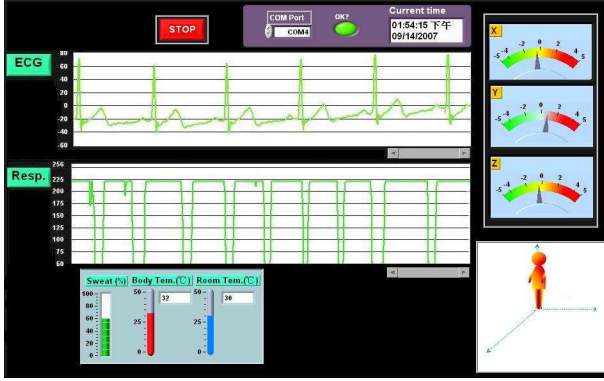 STOP
COM Port
COM4
OK?
Current time
01:54:15 下午
09/14/2007
ECG
80
60
40
20
0
-20
-40
-60
Resp.
256
225
200
175
150
125
100
75
50
X
-5 -4 -2 0 2 4 5
Y
-5 -4 -2 0 2 4 5
Z
-5 -4 -2 0 2 4 5
Sweat (%)
100
80
60
40
20
0
Body Tem.(℃)
50
25
0
32
Room Tem.(℃)
50
25
0
30